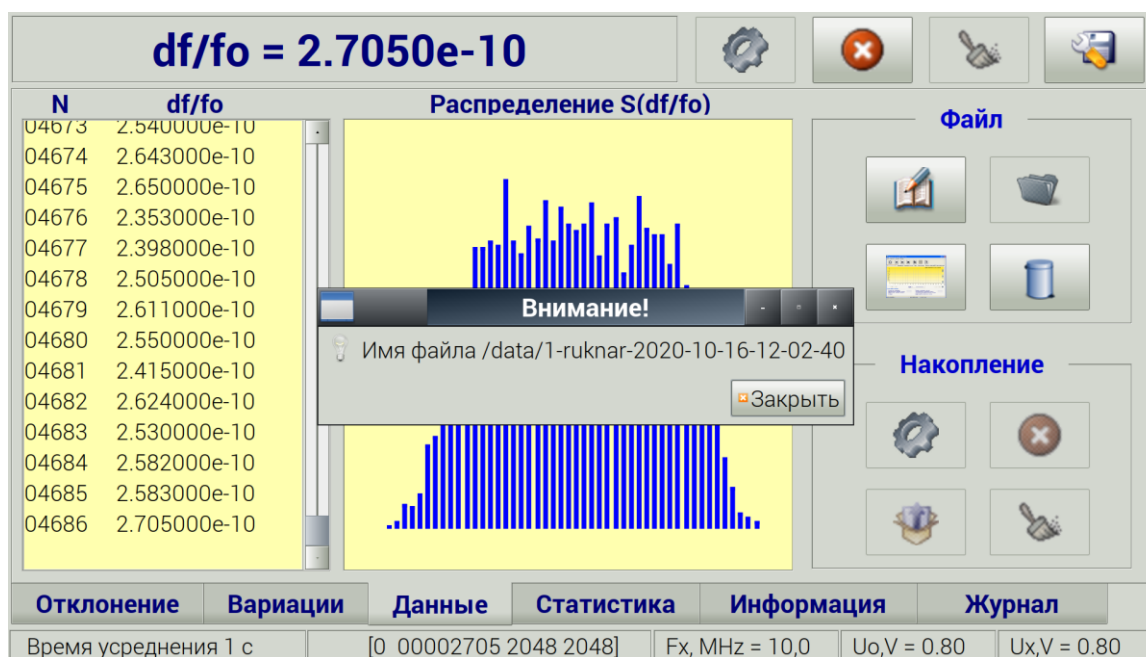 df/fo = 2.7050e-10
N df/fo
04673 2.540000e-10
04674 2.643000e-10
04675 2.650000e-10
04676 2.353000e-10
04677 2.398000e-10
04678 2.505000e-10
04679 2.611000e-10
04680 2.550000e-10
04681 2.415000e-10
04682 2.624000e-10
04683 2.530000e-10
04684 2.582000e-10
04685 2.583000e-10
04686 2.705000e-10
Распределение S(df/fo)
Внимание!
Имя файла /data/1-ruknar-2020-10-16-12-02-40
Закрыть
Файл
Накопление
Отклонение Вариации Данные Статистика Информация Журнал
Время усреднения 1 с [0 00002705 2048 2048] Fx, MHz = 10,0 Uo,V = 0.80 Ux,V = 0.80